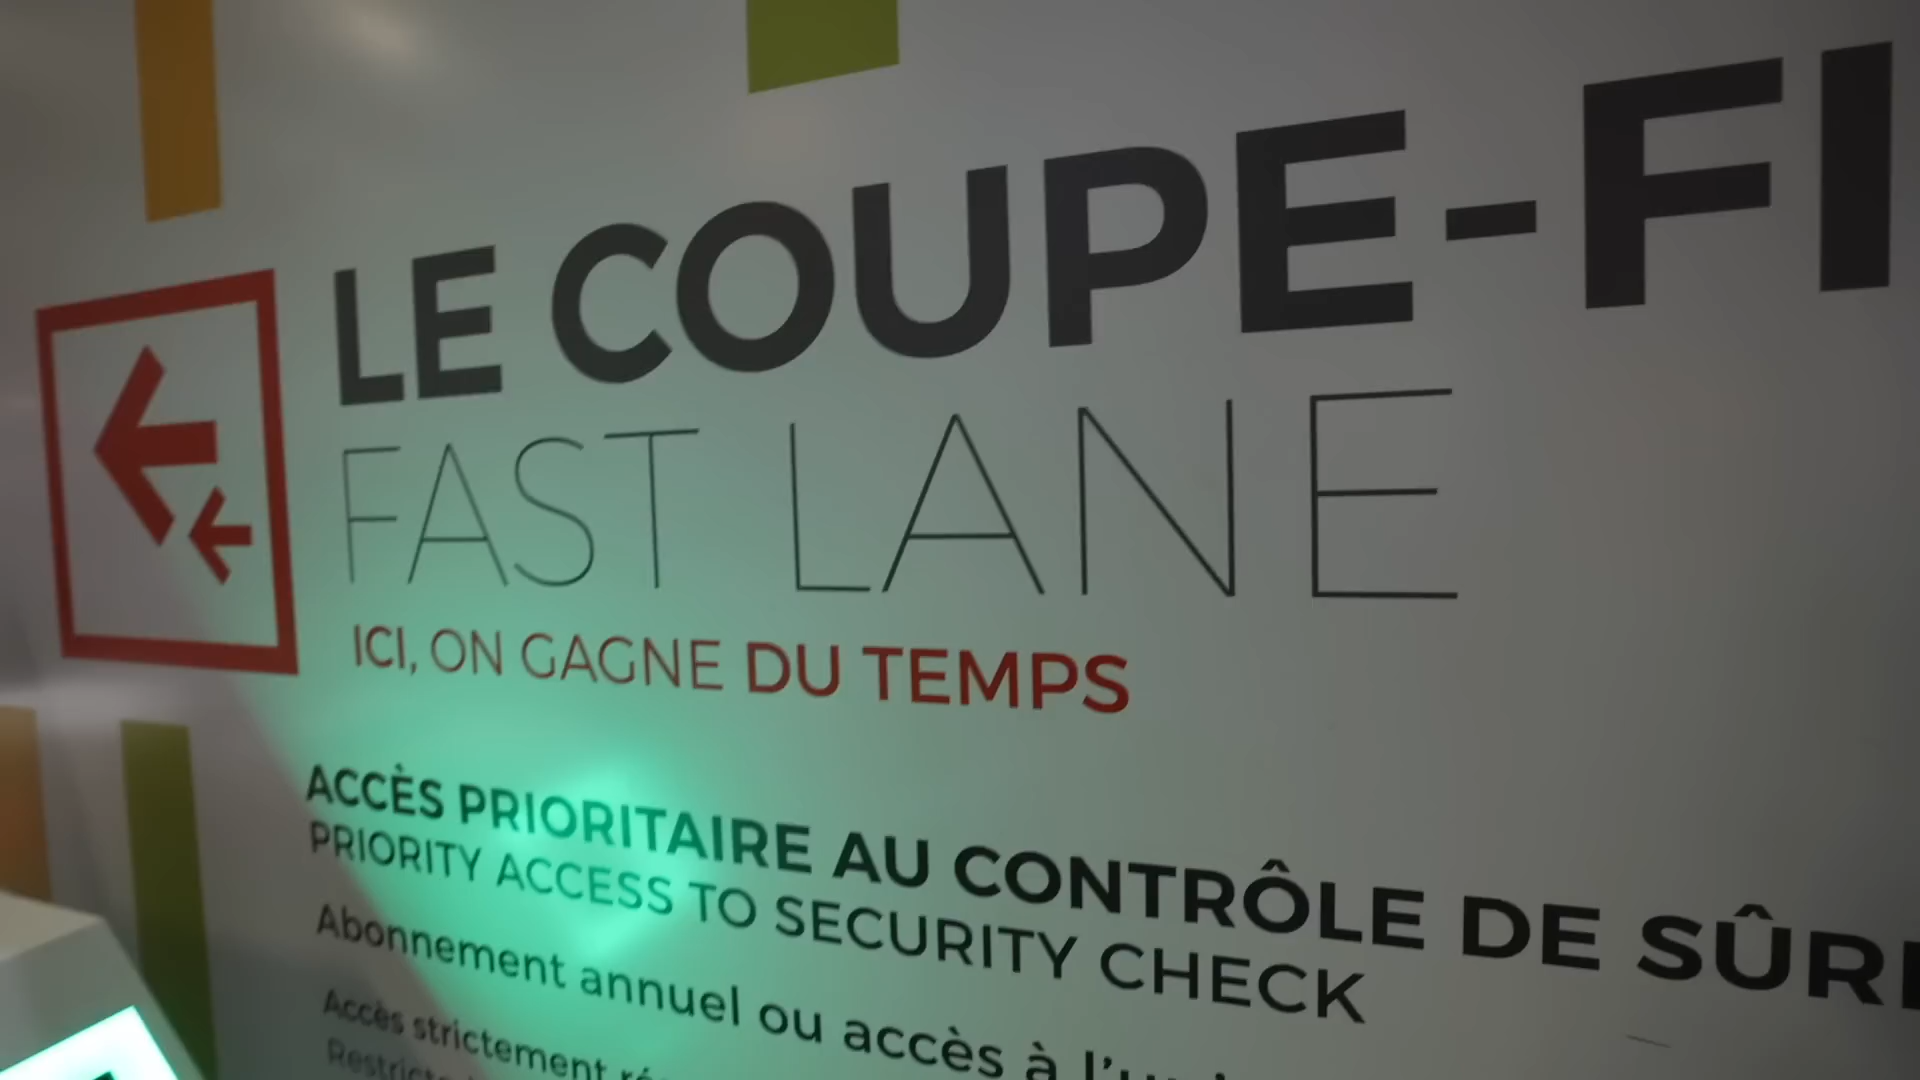 LE COUPE-FI
FAST LANE
ICI, ON GAGNE DU TEMPS
ACCÈS PRIORITAIRE AU CONTRÔLE DE SÛR
PRIORITY ACCESS TO SECURITY CHECK
Abonnement annuel ou accès à
Accès strictement